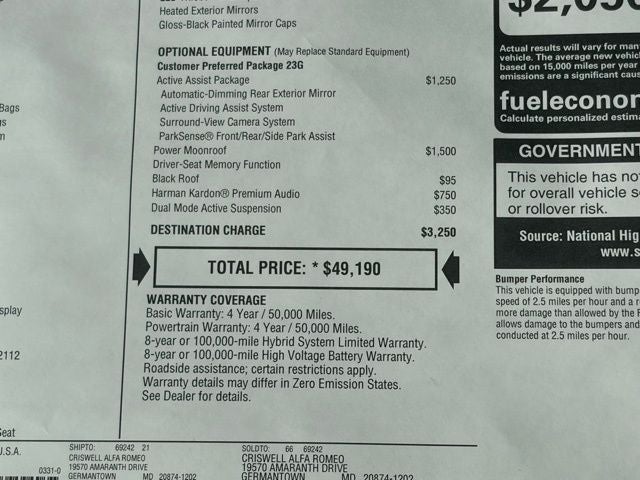 Heated Exterior Mirrors
Gloss-Black Painted Mirror Caps
OPTIONAL EQUIPMENT (May Replace Standard Equipment)
Customer Preferred Package 23G
Active Assist Package $1,250
Automatic-Dimming Rear Exterior Mirror
Active Driving Assist System
Surround-View Camera System
ParkSense® Front/Rear/Side Park Assist
Power Moonroof $1,500
Driver-Seat Memory Function
Black Roof $95
Harman Kardon® Premium Audio $750
Dual Mode Active Suspension $350
DESTINATION CHARGE $3,250
TOTAL PRICE: * $49,190
WARRANTY COVERAGE
Basic Warranty: 4 Year / 50,000 Miles.
Powertrain Warranty: 4 Year / 50,000 Miles.
8-year or 100,000-mile Hybrid System Limited Warranty.
8-year or 100,000-mile High Voltage Battery Warranty.
Roadside assistance; certain restrictions apply.
Warranty details may differ in Zero Emission States.
See Dealer for details.
Bags
splay
2112
Seat
U.S.A.
0331-0
SHIPTO: 69242 21
CRISWELL ALFA ROMEO
19570 AMARANTH DRIVE
GERMANTOWN MD 20874-1202
SOLDTO: 66 69242
CRISWELL ALFA ROMEO
19570 AMARANTH DRIVE
GERMANTOWN MD 20874-1202
Actual results will vary for man
vehicle. The average new vehicl
based on 15,000 miles per year
emissions are a significant caus
fueleconor
Calculate personalized estima
GOVERNMENT
This vehicle has no
for overall vehicle s
or rollover risk.
Source: National Hig
www.s
Bumper Performance
This vehicle is equipped with bump
speed of 2.5 miles per hour and a r
more damage than allowed by the F
allows damage to the bumpers and
conducted at 2.5 miles per hour.